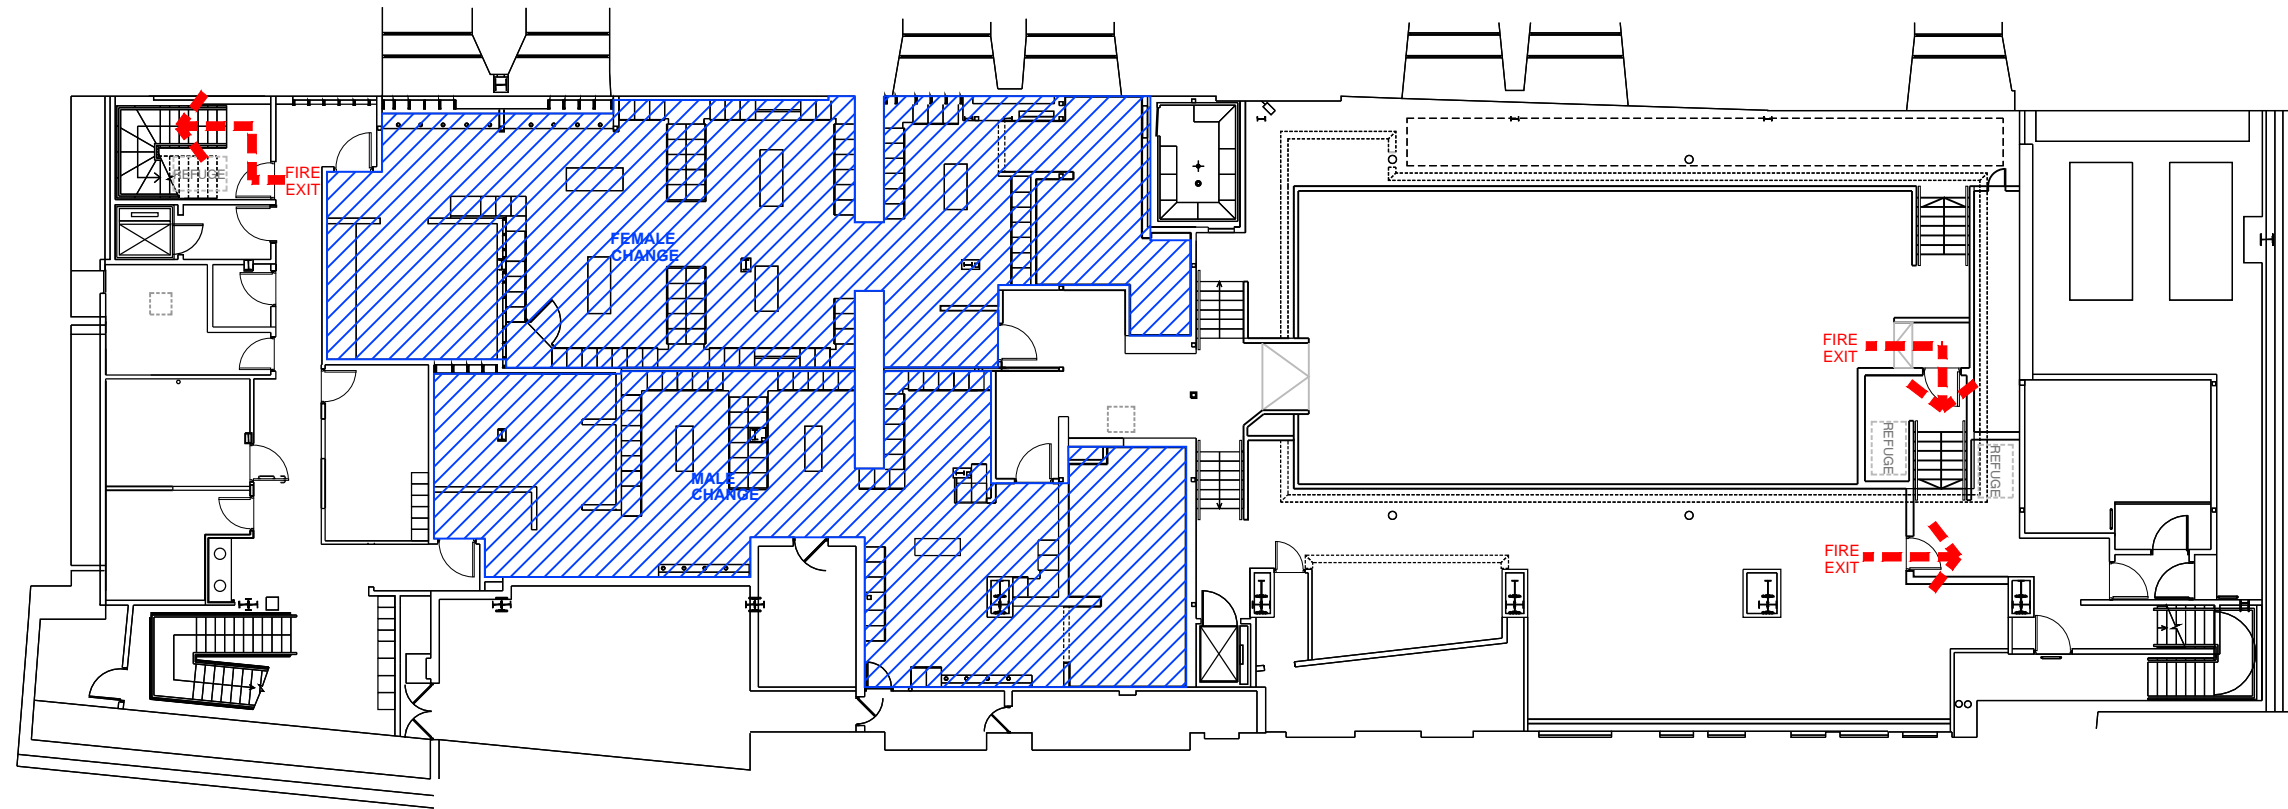 REFUGE
FIRE
EXIT
FEMALE
CHANGE
FIRE
EXIT
REFUGE
REFUGE
MALE
CHANGE
FIRE
EXIT